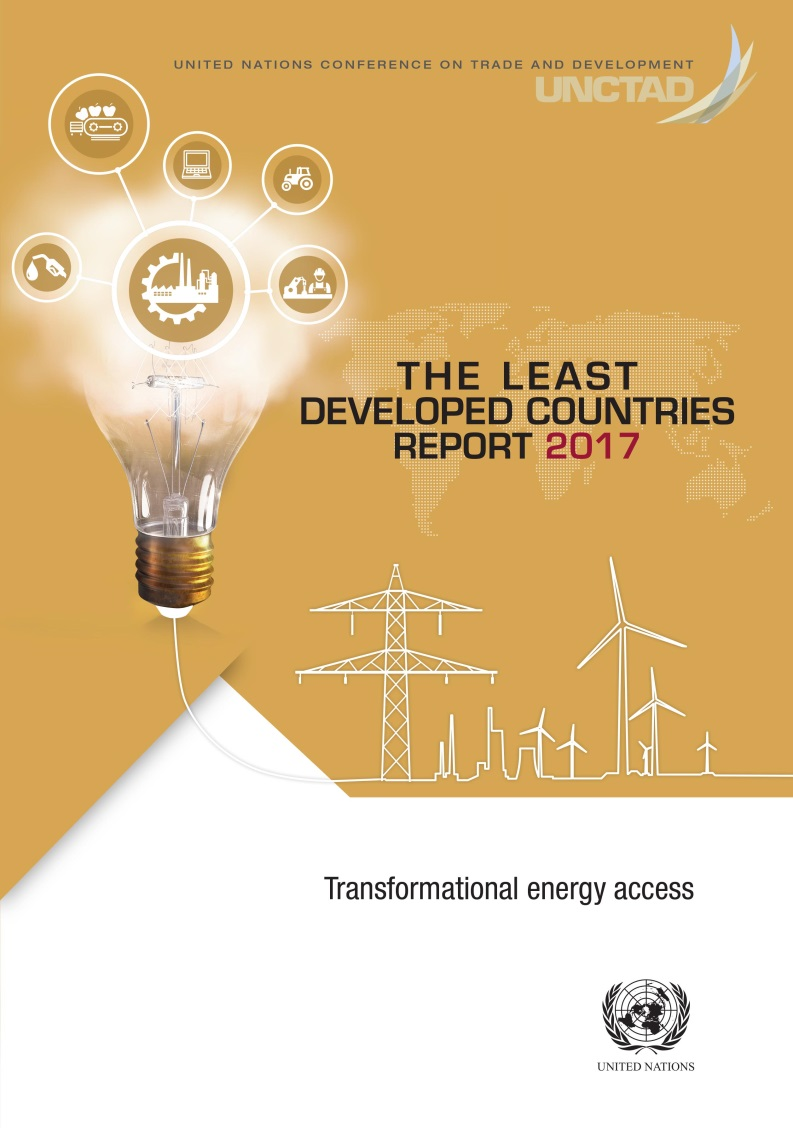 UNITED NATIONS CONFERENCE ON TRADE AND DEVELOPMENT
UNCTAD
THE LEAST
DEVELOPED COUNTRIES
REPORT 2017
Transformational energy access
UNITED NATIONS